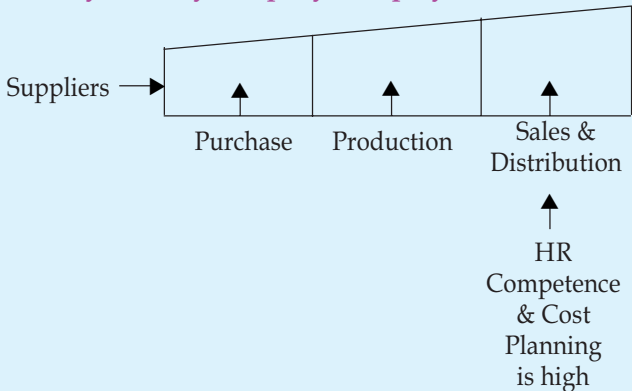 Suppliers
Purchase
Production
Sales &
Distribution
HR
Competence
& Cost
Planning
is high